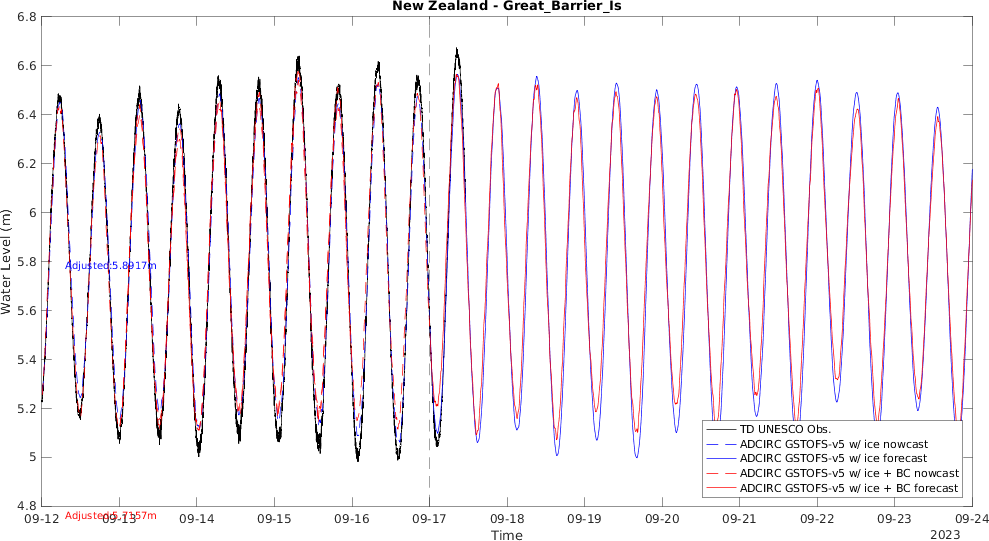 New Zealand - Great_Barrier_Is
6.8
6.6
6.4
6.2
6
5.8
5.6
5.4
5.2
5
4.8
Water Level (m)
Adjusted:5.8917m
Adjusted:5.7157m
TD UNESCO Obs.
ADCIRC GSTOFS-v5 w/ ice nowcast
ADCIRC GSTOFS-v5 w/ ice forecast
ADCIRC GSTOFS-v5 w/ ice + BC nowcast
ADCIRC GSTOFS-v5 w/ ice + BC forecast
09-12 09-13 09-14 09-15 09-16 09-17 09-18 09-19 09-20 09-21 09-22 09-23 09-24
Time
2023